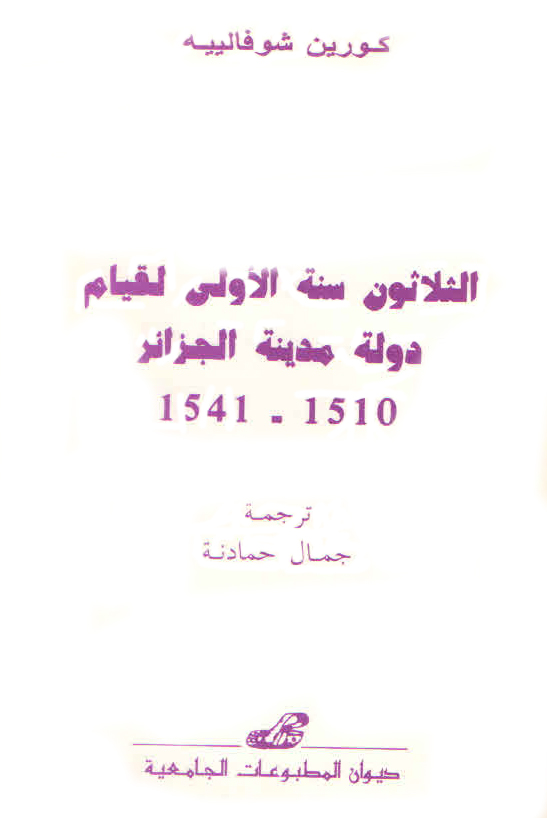 كورين شوفالييه
الثلاثون سنة الأولى لقيام
دولة مدينة الجزائر
1510 - 1541
ترجمة
جمال حمادنة
ديوان المطبوعات الجامعية